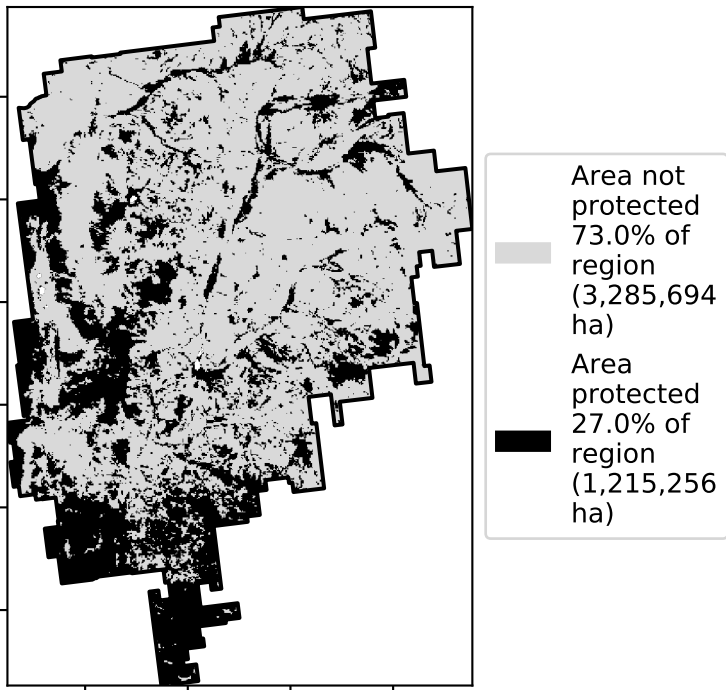 Area not
protected
73.0% of
region
(3,285,694
ha)
Area
protected
27.0% of
region
(1,215,256
ha)